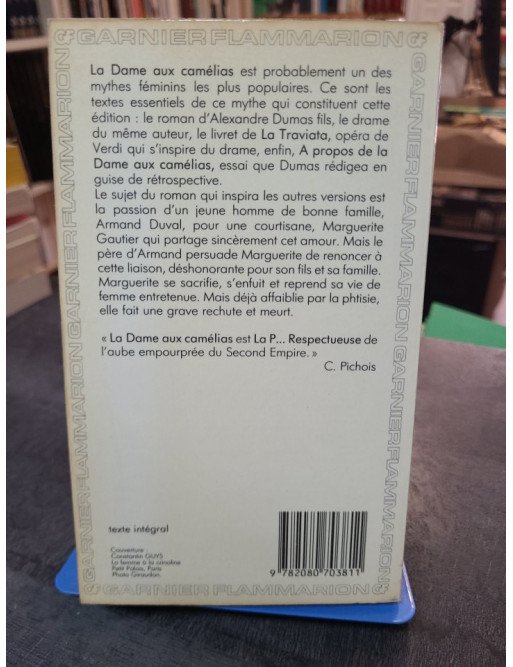 GARNIER FLAMMARION
GARNIER FLAMMARION GARNIER FLAMMARION
GARNIER FLAMMARION GARNIER FLAMMARION
La Dame aux camélias est probablement un des
mythes féminins les plus populaires. Ce sont les
textes essentiels de ce mythe qui constituent cette
édition : le roman d'Alexandre Dumas fils, le drame
du même auteur, le livret de La Traviata, opéra de
Verdi qui s'inspire du drame, enfin, A propos de la
Dame aux camélias, essai que Dumas rédigea en
guise de rétrospective.
Le sujet du roman qui inspira les autres versions est
la passion d'un jeune homme de bonne famille,
Armand Duval, pour une courtisane, Marguerite
Gautier qui partage sincèrement cet amour. Mais le
père d'Armand persuade Marguerite de renoncer à
cette liaison, déshonorante pour son fils et sa famille.
Marguerite se sacrifie, s'enfuit et reprend sa vie de
femme entretenue. Mais déjà affaiblie par la phtisie,
elle fait une grave rechute et meurt.
« La Dame aux camélias est La P... Respectueuse de
l'aube empourprée du Second Empire. »
C. Pichois
texte intégral
Couverture :
Constantin GUYS
La femme à la crinoline
Petit Palais, Paris
Photo Giraudon.
9 782080 703811
GARNIER FLAMMARION